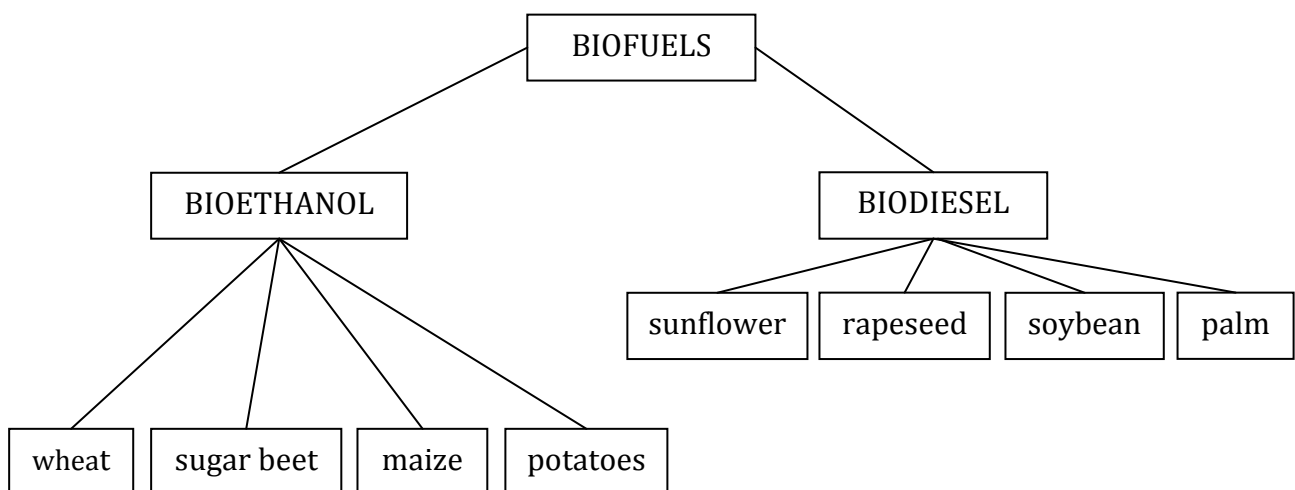 BIOFUELS
BIOETHANOL
BIODIESEL
sunflower
rapeseed
soybean
palm
wheat
sugar beet
maize
potatoes